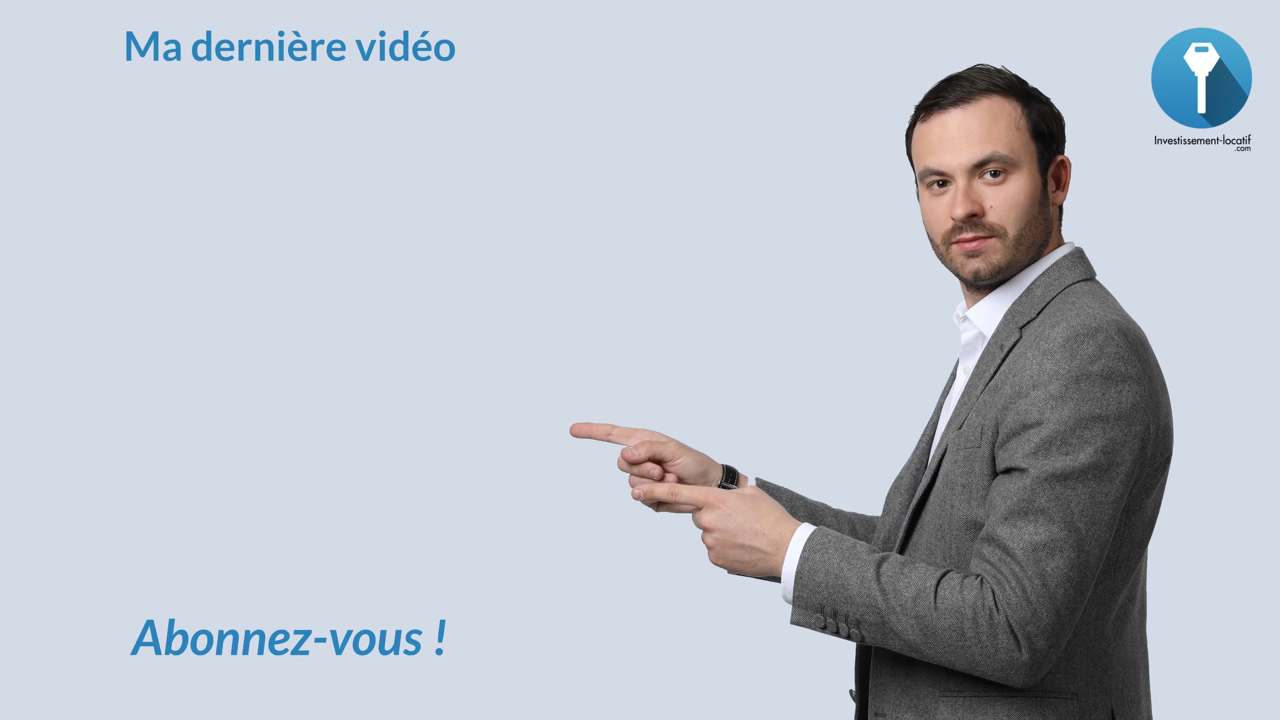 Ma dernière vidéo
Investissement-locatif
.com
Abonnez-vous !